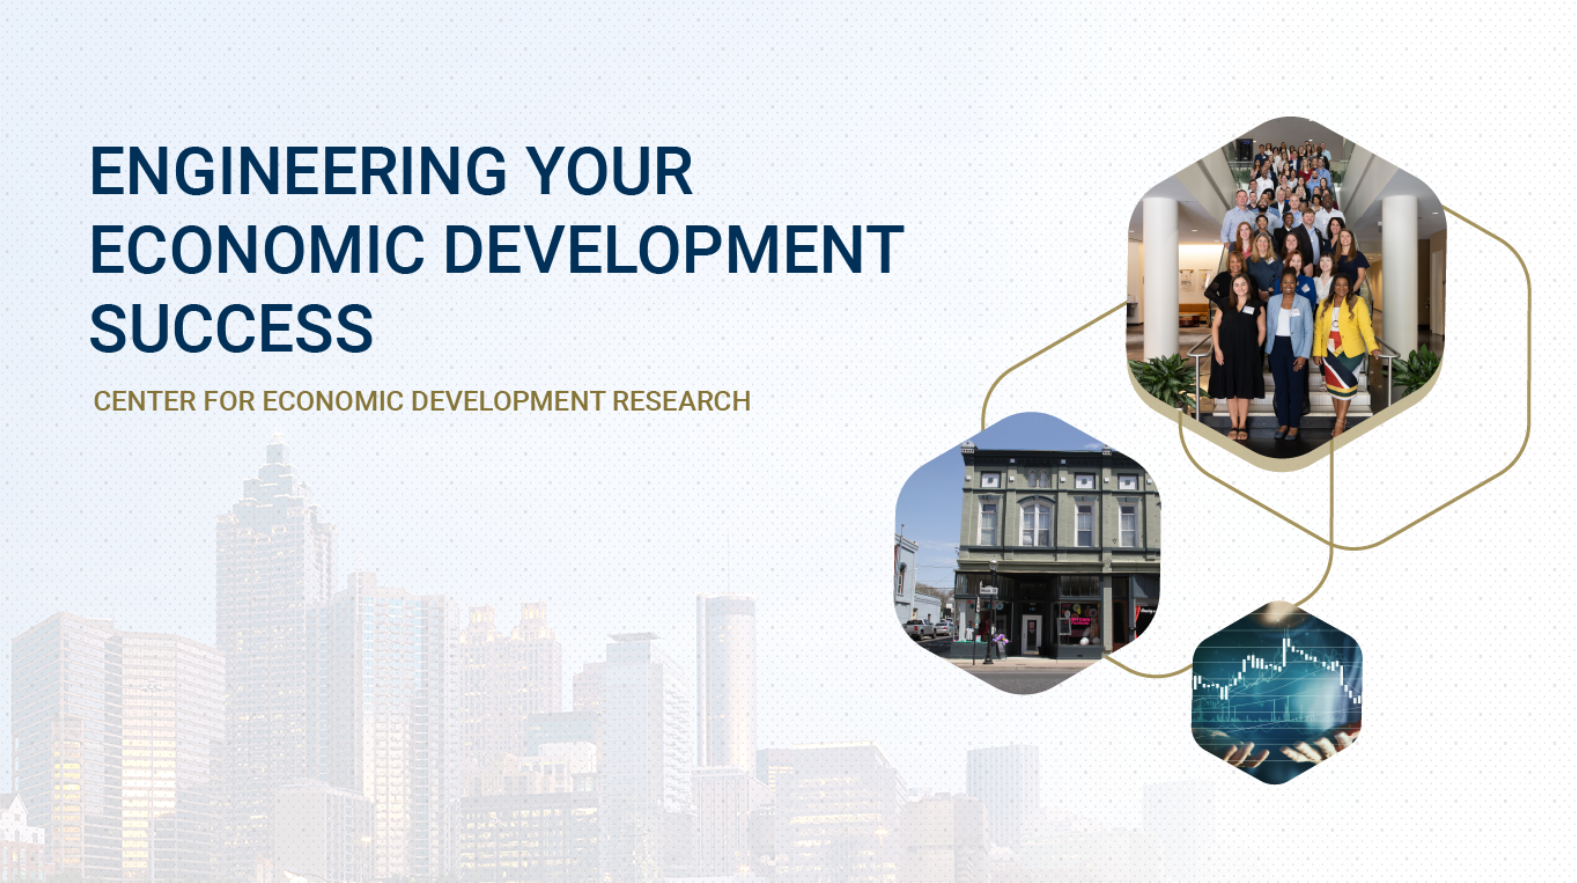 ENGINEERING YOUR
ECONOMIC DEVELOPMENT
SUCCESS
CENTER FOR ECONOMIC DEVELOPMENT RESEARCH